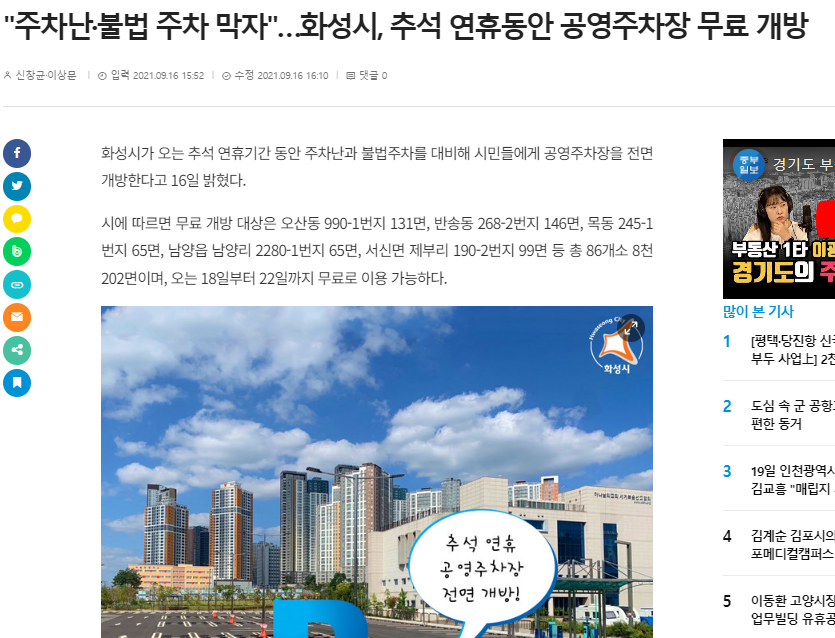 "주차난·불법 주차 막자"…화성시, 추석 연휴동안 공영주차장 무료 개방
신창균·이상문 입력 2021.09.16 15:52 수정 2021.09.16 16:10 댓글 0
화성시가 오는 추석 연휴기간 동안 주차난과 불법주차를 대비해 시민들에게 공영주차장을 전면
개방한다고 16일 밝혔다.
시에 따르면 무료 개방 대상은 오산동 990-1번지 131면, 반송동 268-2번지 146면, 목동 245-1
번지 65면, 남양읍 남양리 2280-1번지 65면, 서신면 제부리 190-2번지 99면 등 총 86개소 8천
202면이며, 오는 18일부터 22일까지 무료로 이용 가능하다.
Hwaseong City
화성시
추석 연휴
공영주차장
전면 개방!
P
중부
일보
경기도 부
부동산 1타
경기도의
많이 본 기사
1
[평택·당진항 신
부두 사업上] 2천
2
도심 속 군 공항
편한 동거
3
19일 인천광역시
김교흥 "매립지
4
김계순 김포시의
포메디컬캠퍼스
5
이동환 고양시장
업무빌딩 유휴공